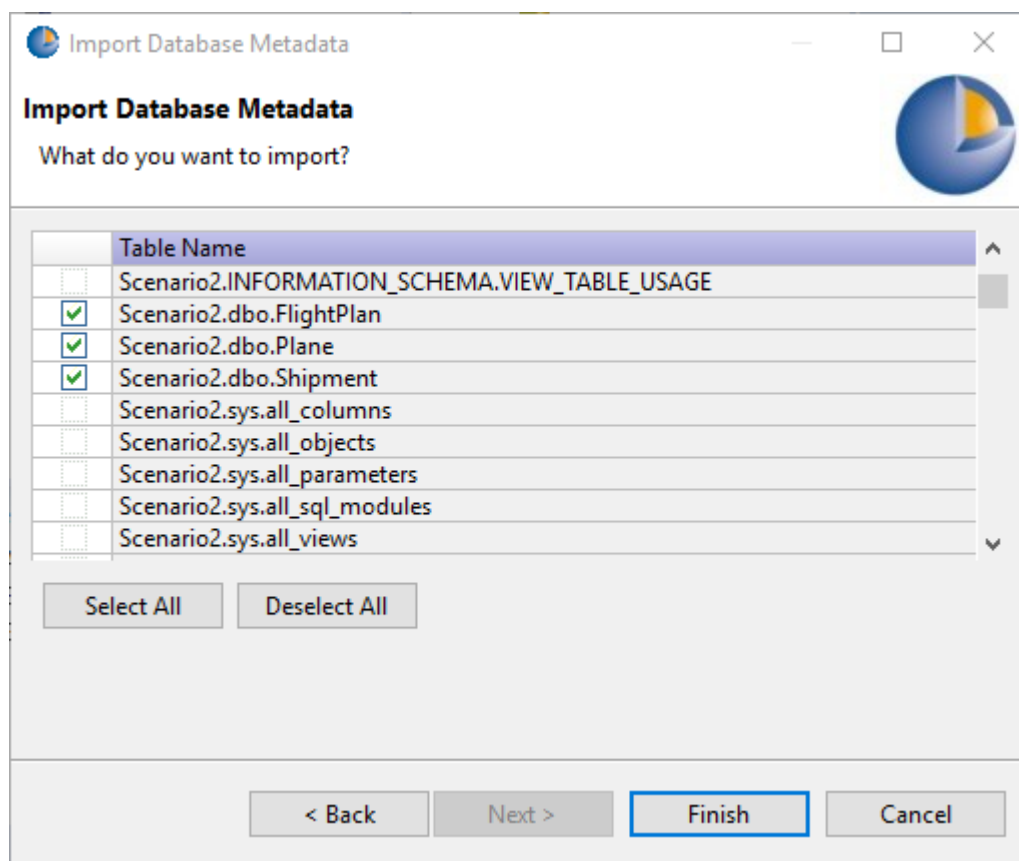 Import Database Metadata
Import Database Metadata
What do you want to import?
Table Name
Scenario2.INFORMATION_SCHEMA.VIEW_TABLE_USAGE
Scenario2.dbo.FlightPlan
Scenario2.dbo.Plane
Scenario2.dbo.Shipment
Scenario2.sys.all_columns
Scenario2.sys.all_objects
Scenario2.sys.all_parameters
Scenario2.sys.all_sql_modules
Scenario2.sys.all_views
Select All Deselect All
< Back Next > Finish Cancel